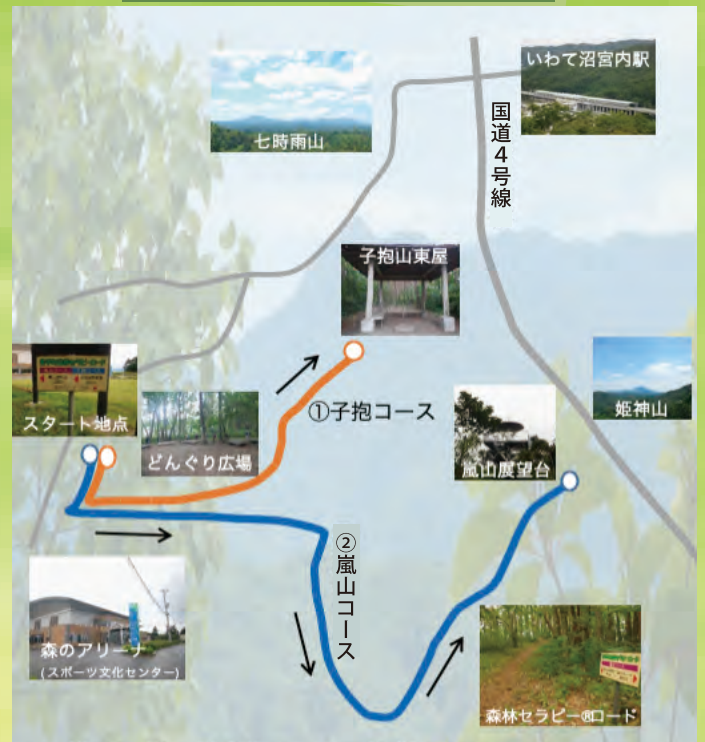 いわて沼宮内駅
国道4号線
七時雨山
子抱山東屋
姫神山
スタート地点
どんぐり広場
①子抱コース
嵐山展望台
②嵐山コース
森のアリーナ
(スポーツ文化センター)
森林セラピー®ロード